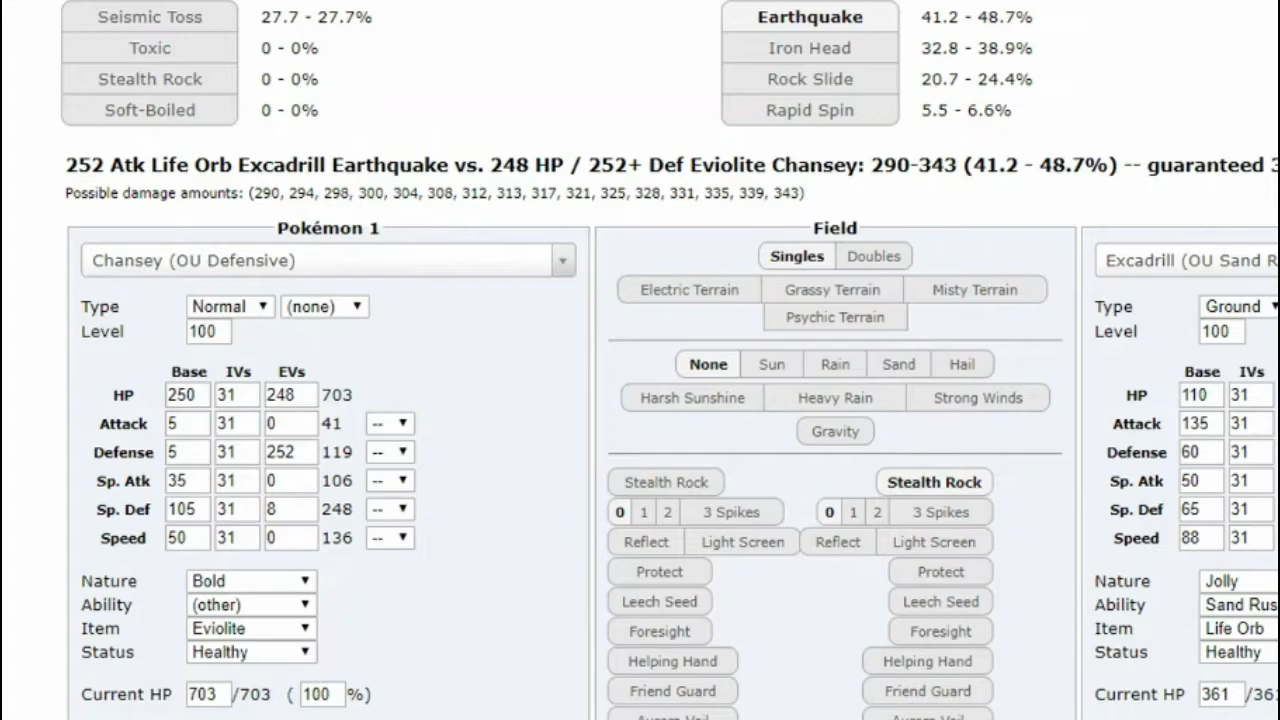 Seismic Toss 27.7 - 27.7% Earthquake 41.2 - 48.7%
Toxic 0 - 0% Iron Head 32.8 - 38.9%
Stealth Rock 0 - 0% Rock Slide 20.7 - 24.4%
Soft-Boiled 0 - 0% Rapid Spin 5.5 - 6.6%
252 Atk Life Orb Excadrill Earthquake vs. 248 HP / 252+ Def Eviolite Chansey: 290-343 (41.2 - 48.7%) -- guaranteed 3
Possible damage amounts: (290, 294, 298, 300, 304, 308, 312, 313, 317, 321, 325, 328, 331, 335, 339, 343)
Pokémon 1
Chansey (OU Defensive)
Type Normal (none)
Level 100
Base IVs EVs
HP 250 31 248 703
Attack 5 31 0 41 --
Defense 5 31 252 119 --
Sp. Atk 35 31 0 106 --
Sp. Def 105 31 8 248 --
Speed 50 31 0 136 --
Nature Bold
Ability (other)
Item Eviolite
Status Healthy
Current HP 703 /703 ( 100 %)
Field
Singles Doubles
Electric Terrain Grassy Terrain Misty Terrain
Psychic Terrain
None Sun Rain Sand Hail
Harsh Sunshine Heavy Rain Strong Winds
Gravity
Stealth Rock Stealth Rock
0 1 2 3 Spikes 0 1 2 3 Spikes
Reflect Light Screen Reflect Light Screen
Protect Protect
Leech Seed Leech Seed
Foresight Foresight
Helping Hand Helping Hand
Friend Guard Friend Guard
Aurora Veil Aurora Veil
Excadrill (OU Sand R
Type Ground
Level 100
Base IVs
HP 110 31
Attack 135 31
Defense 60 31
Sp. Atk 50 31
Sp. Def 65 31
Speed 88 31
Nature Jolly
Ability Sand Rus
Item Life Orb
Status Healthy
Current HP 361 /36